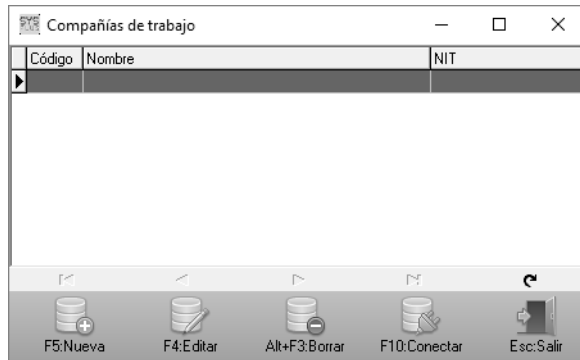 Compañías de trabajo
Código Nombre NIT
F5:Nueva F4:Editar Alt+F3:Borrar F10:Conectar Esc:Salir